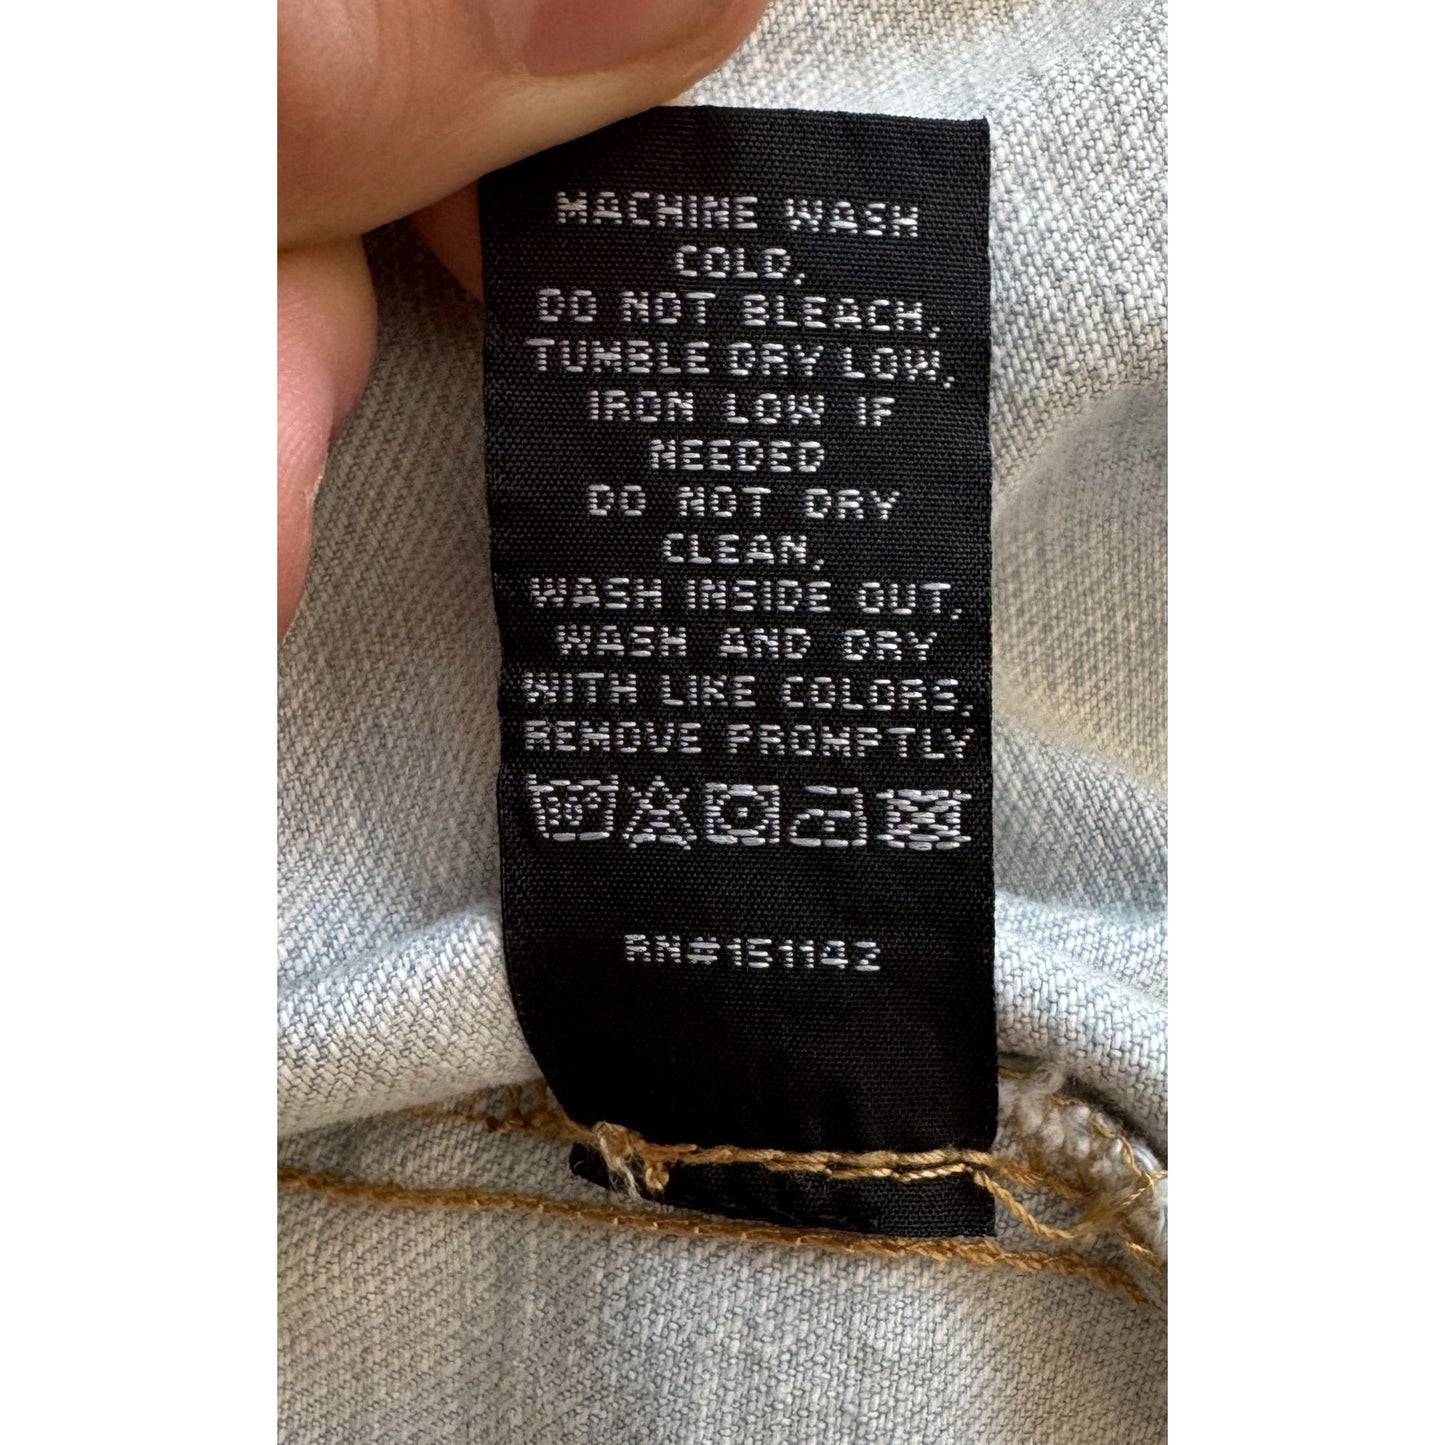 MACHINE WASH
COLD,
DO NOT BLEACH,
TUMBLE DRY LOW,
IRON LOW IF
NEEDED
DO NOT DRY
CLEAN,
WASH INSIDE OUT,
WASH AND DRY
WITH LIKE COLORS.
REMOVE PROMPTLY
30°
RN#151142